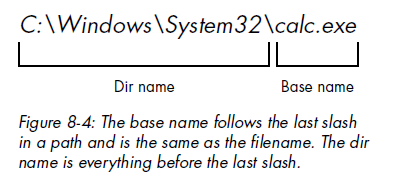 C:\Windows\System32\calc.exe
Dir name Base name
Figure 8-4: The base name follows the last slash
in a path and is the same as the filename. The dir
name is everything before the last slash.